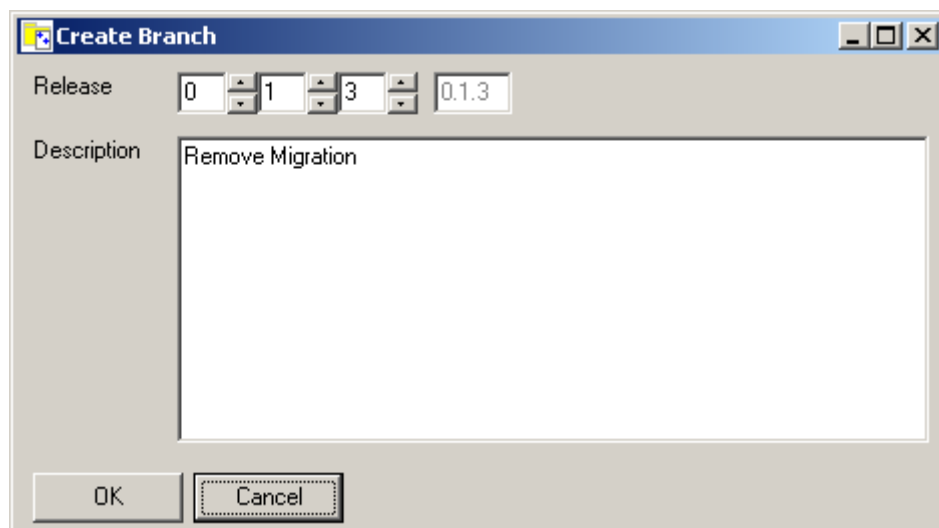 Create Branch
Release 0 1 3 0.1.3
Description Remove Migration
OK Cancel